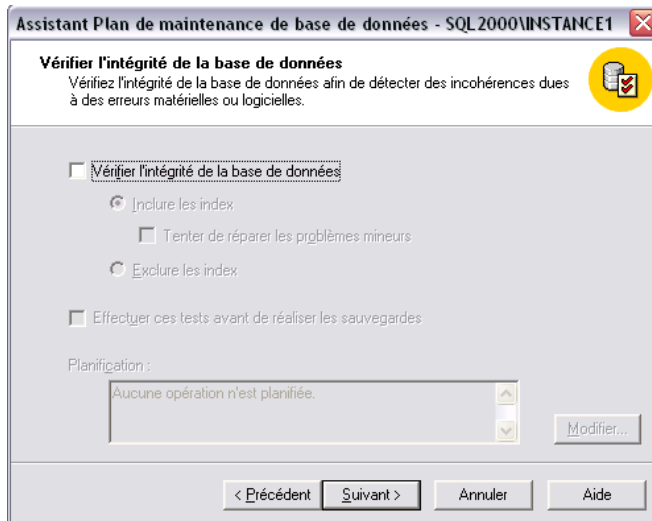 Assistant Plan de maintenance de base de données - SQL2000\INSTANCE1
Vérifier l'intégrité de la base de données
Vérifiez l'intégrité de la base de données afin de détecter des incohérences dues
à des erreurs matérielles ou logicielles.
Vérifier l'intégrité de la base de données
Inclure les index
Tenter de réparer les problèmes mineurs
Exclure les index
Effectuer ces tests avant de réaliser les sauvegardes
Planification :
Aucune opération n'est planifiée.
Modifier...
< Précédent
Suivant >
Annuler
Aide